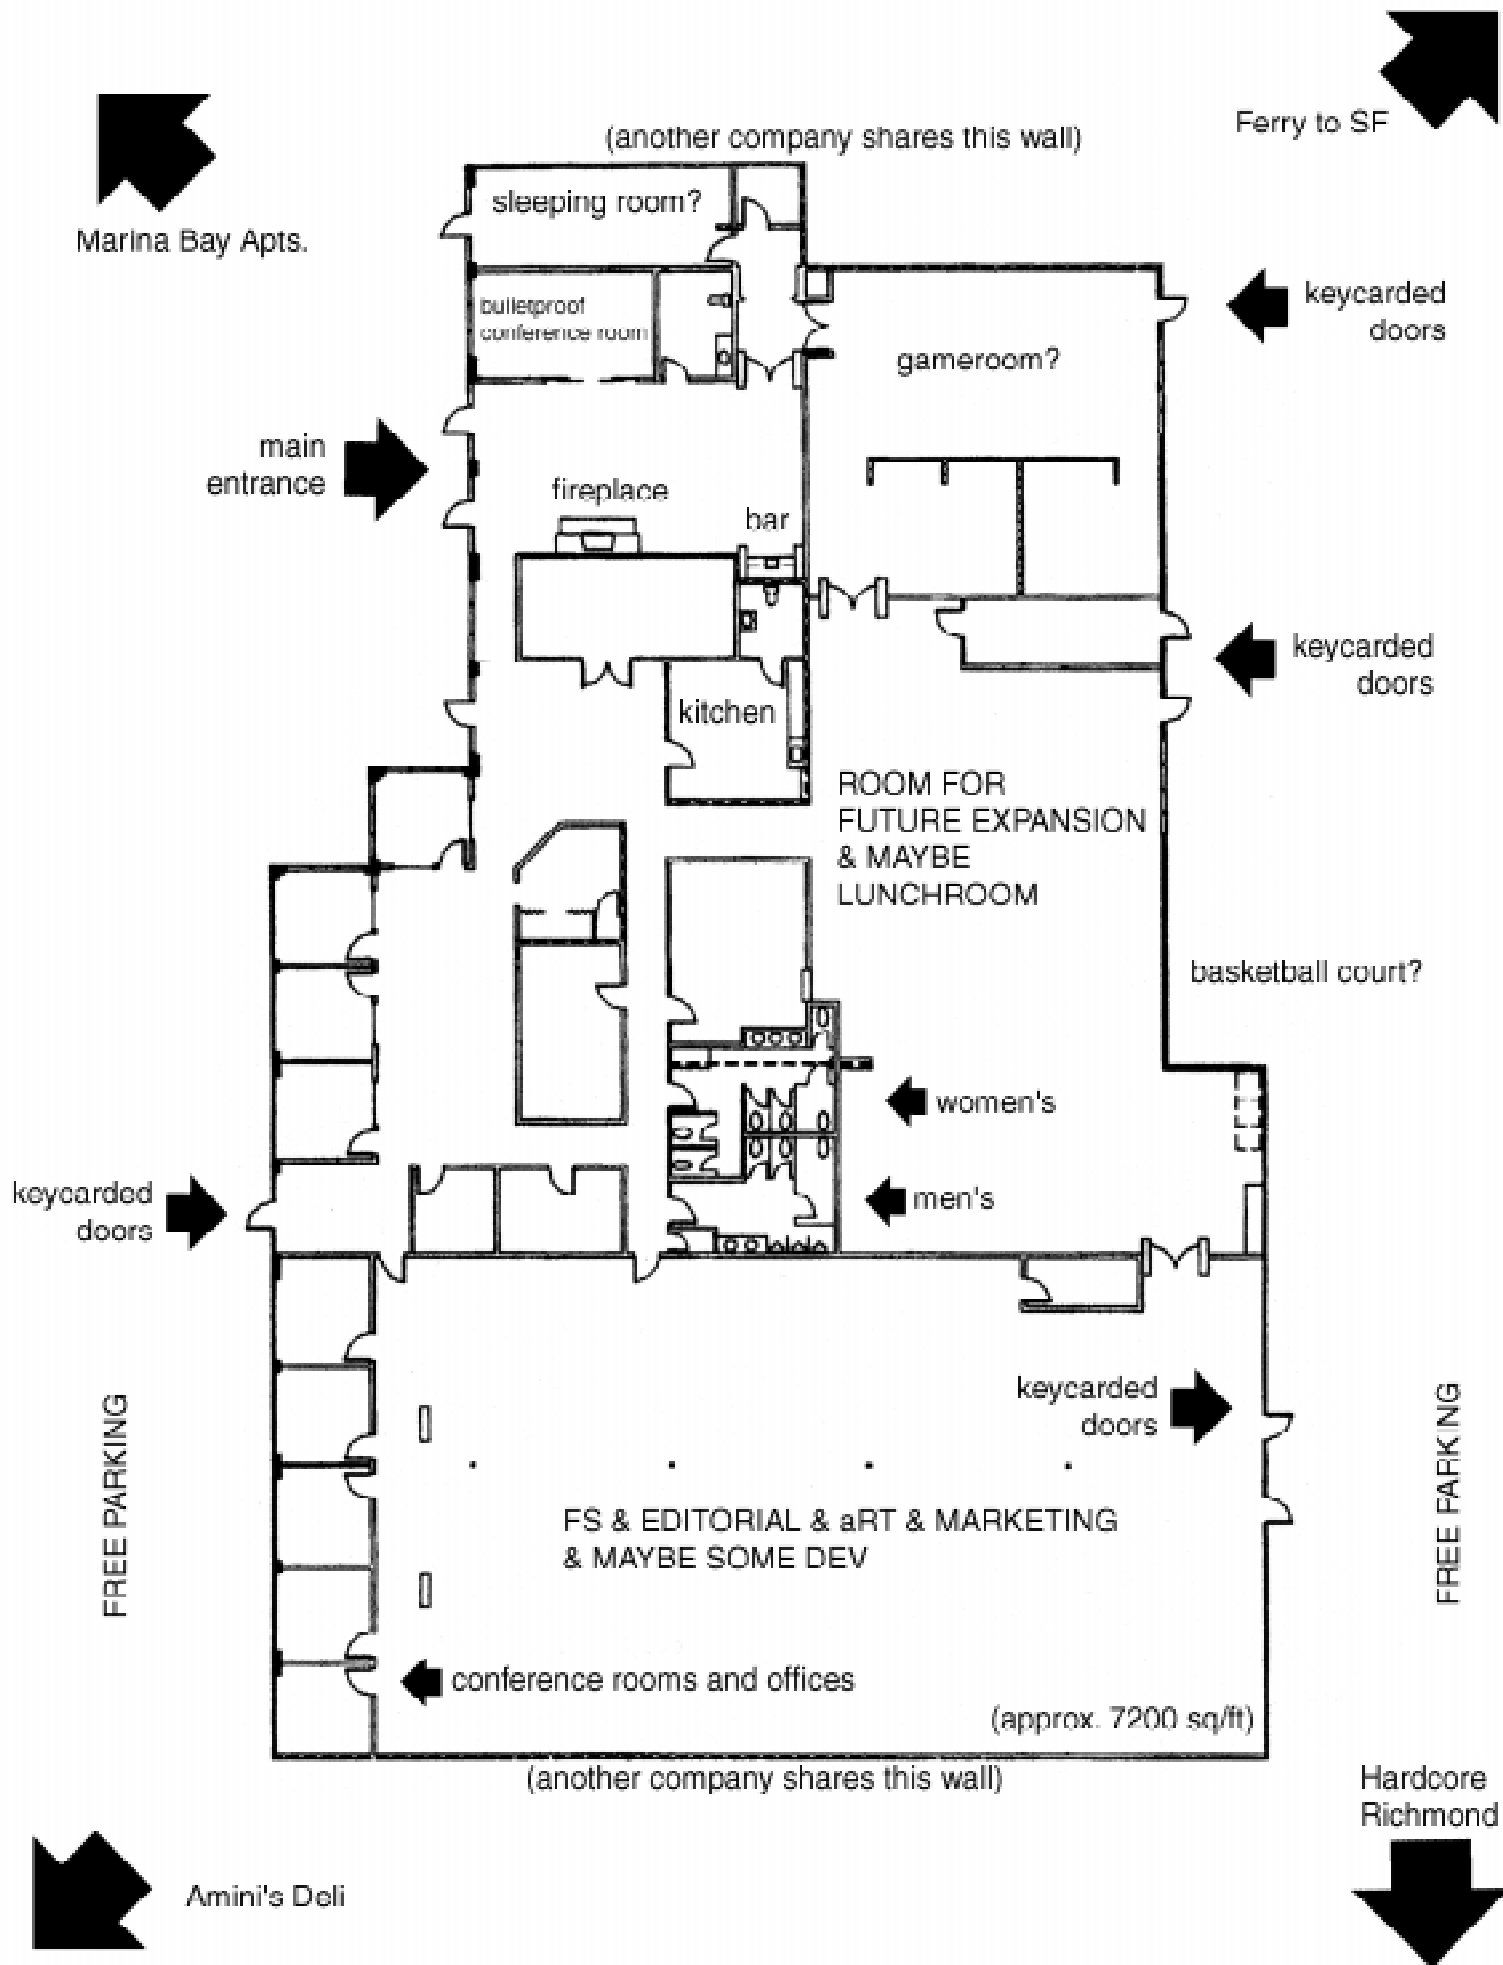 Ferry to SF
(another company shares this wall)
sleeping room?
Marina Bay Apts.
bulletproof
conference room
keycarded
doors
gameroom?
main
entrance
fireplace
bar
keycarded
doors
kitchen
ROOM FOR
FUTURE EXPANSION
& MAYBE
LUNCHROOM
basketball court?
women's
keycarded
doors
men's
keycarded
doors
FREE PARKING
FREE PARKING
FS & EDITORIAL & aRT & MARKETING
& MAYBE SOME DEV
conference rooms and offices
(approx. 7200 sq/ft)
(another company shares this wall)
Hardcore
Richmond
Amini's Deli